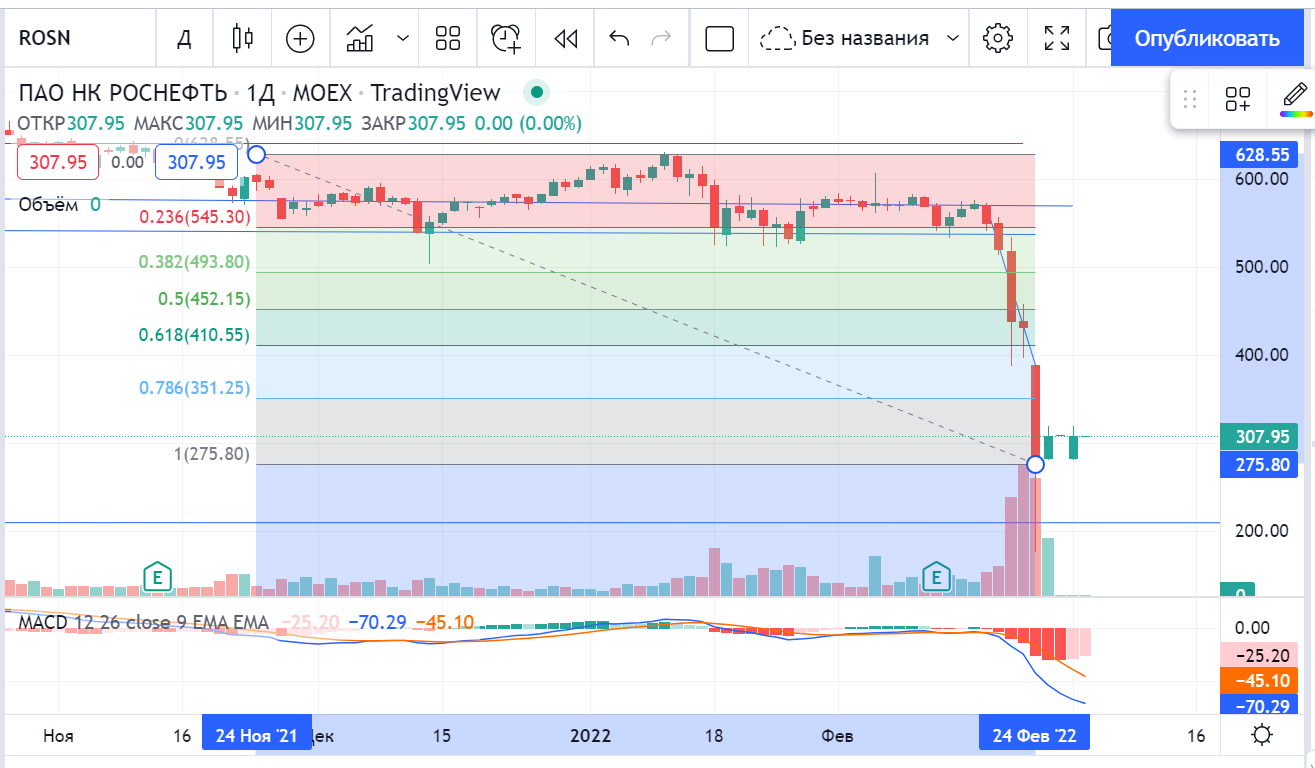 ROSN Д Без названия Опубликовать
ПАО НК РОСНЕФТЬ · 1Д · MOEX · TradingView
ОТКР307.95 МАКС307.95 МИН307.95 ЗАКР307.95 0.00 (0.00%)
0(628.55)
307.95 0.00 307.95
628.55
600.00
Объём 0
0.236(545.30)
0.382(493.80)
500.00
0.5(452.15)
0.618(410.55)
400.00
0.786(351.25)
307.95
1(275.80)
275.80
200.00
E E
0
MACD 12 26 close 9 EMA EMA −25.20 −70.29 −45.10
0.00
−25.20
−45.10
−70.29
Ноя 16 24 Ноя '21 Дек 15 2022 18 Фев 24 Фев '22 16